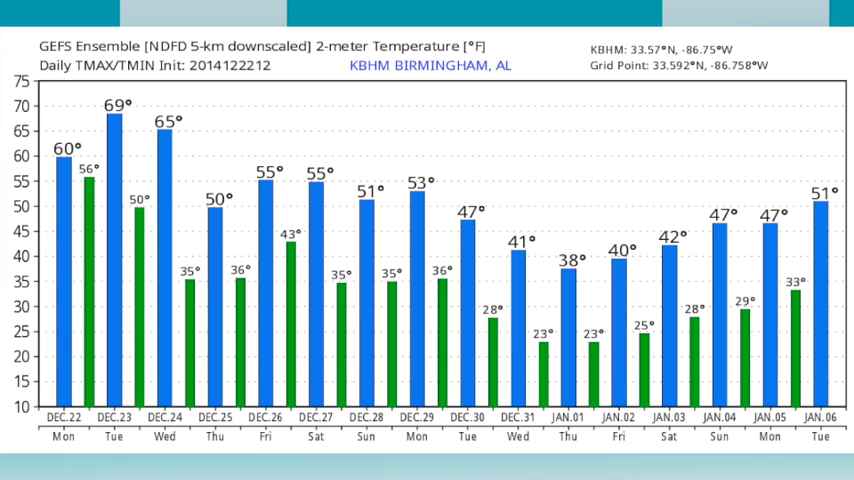 GEFS Ensemble [NDFD 5-km downscaled] 2-meter Temperature [°F]
Daily TMAX/TMIN Init: 2014122212
KBHM BIRMINGHAM, AL
KBHM: 33.57°N, -86.75°W
Grid Point: 33.592°N, -86.758°W
75
70
65
60
55
50
45
40
35
30
25
20
15
10
60° 56° 69° 50° 65° 35° 50° 36° 55° 43° 55° 35° 51° 35° 53° 36° 47° 28° 41° 23° 38° 23° 40° 25° 42° 28° 47° 29° 47° 33° 51°
DEC.22 DEC.23 DEC.24 DEC.25 DEC.26 DEC.27 DEC.28 DEC.29 DEC.30 DEC.31 JAN.01 JAN.02 JAN.03 JAN.04 JAN.05 JAN.06
Mon Tue Wed Thu Fri Sat Sun Mon Tue Wed Thu Fri Sat Sun Mon Tue